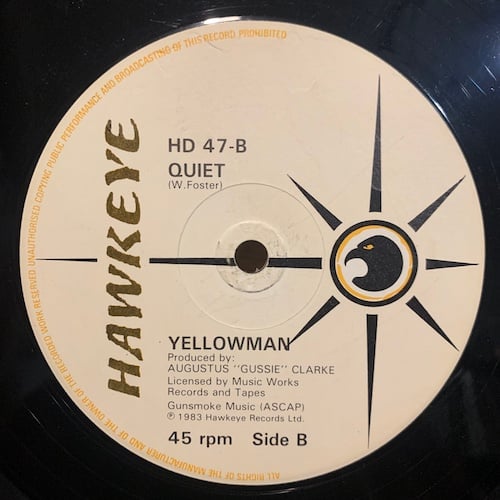 ALL RIGHTS OF THE MANUFACTURER AND OF THE OWNER OF THE RECORDED WORK RESERVED UNAUTHORISED COPYING PUBLIC PERFORMANCE AND BROADCASTING OF THIS RECORD PROHIBITED
HAWKEYE
HD 47-B
QUIET
(W.Foster)
YELLOWMAN
Produced by:
AUGUSTUS "GUSSIE" CLARKE
Licensed by Music Works
Records and Tapes
Gunsmoke Music (ASCAP)
℗ 1983 Hawkeye Records Ltd.
45 rpm Side B